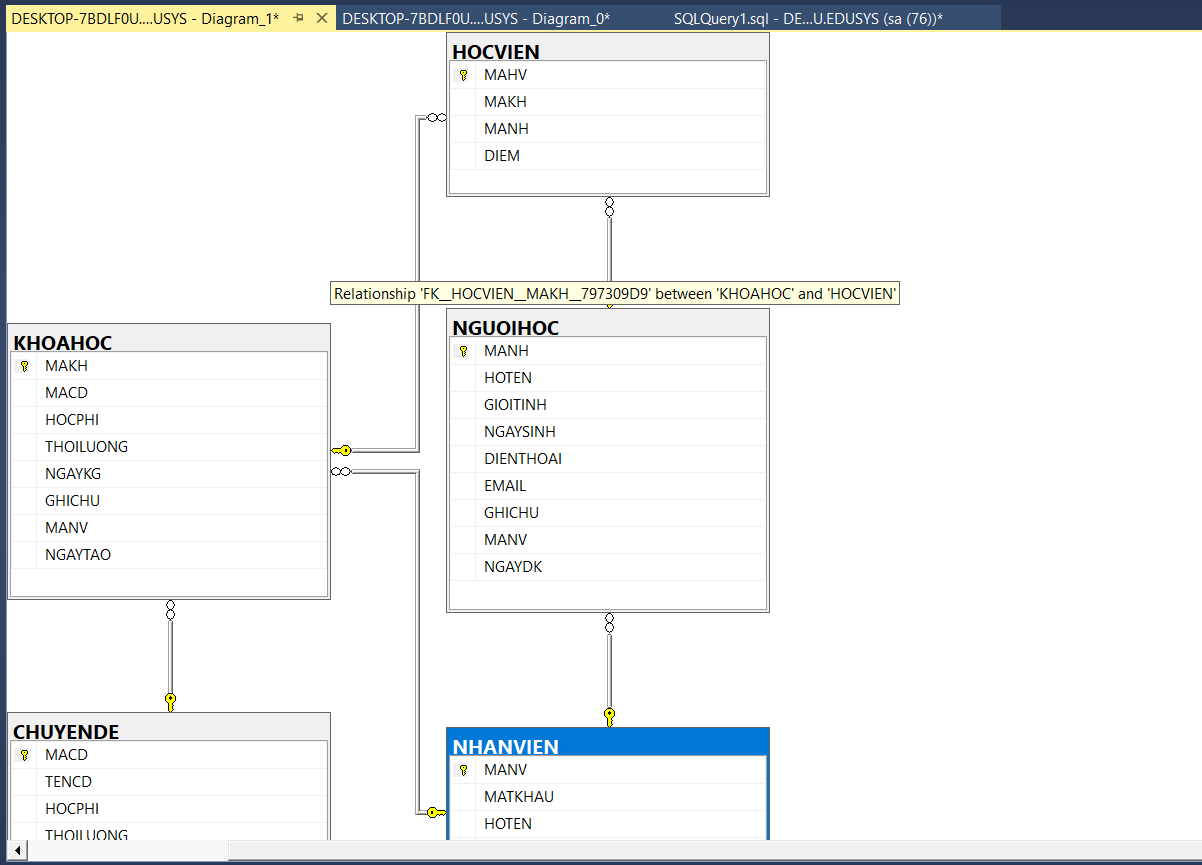 DESKTOP-7BDLF0U....USYS - Diagram_1*
DESKTOP-7BDLF0U....USYS - Diagram_0*
SQLQuery1.sql - DE...U.EDUSYS (sa (76))*
HOCVIEN
MAHV
MAKH
MANH
DIEM
Relationship 'FK__HOCVIEN__MAKH__797309D9' between 'KHOAHOC' and 'HOCVIEN'
KHOAHOC
MAKH
MACD
HOCPHI
THOILUONG
NGAYKG
GHICHU
MANV
NGAYTAO
NGUOIHOC
MANH
HOTEN
GIOITINH
NGAYSINH
DIENTHOAI
EMAIL
GHICHU
MANV
NGAYDK
CHUYENDE
MACD
TENCD
HOCPHI
THOILUONG
NHANVIEN
MANV
MATKHAU
HOTEN